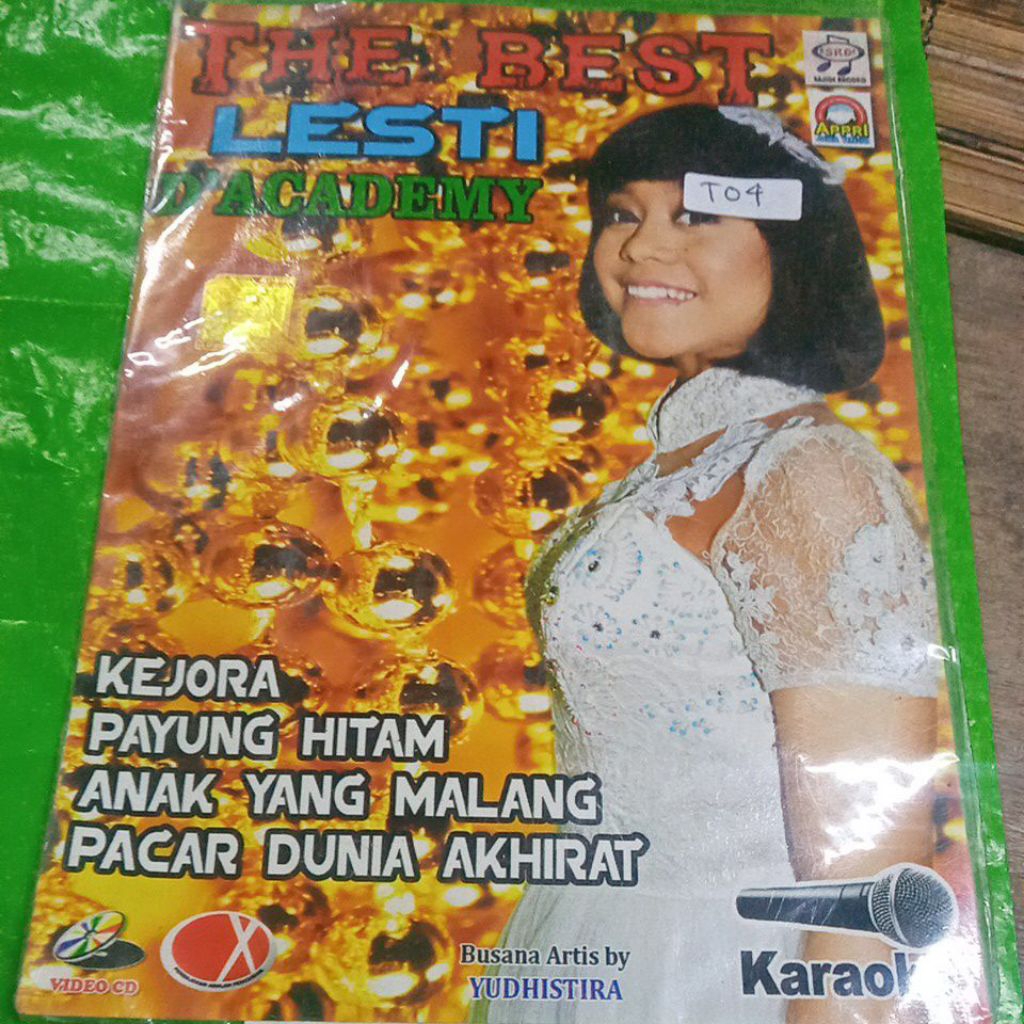 THE BEST
LESTI
D'ACADEMY
APPRI
T04
KEJORA
PAYUNG HITAM
ANAK YANG MALANG
PACAR DUNIA AKHIRAT
VIDEO CD
Busana Artis by
YUDHISTIRA